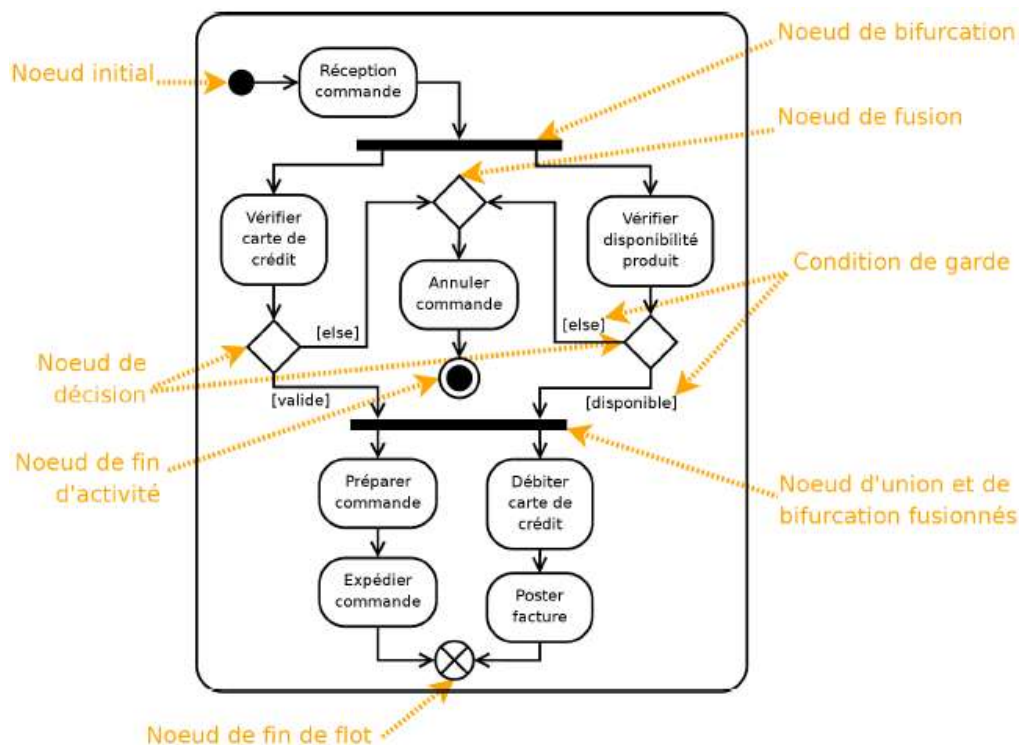 Noeud de bifurcation
Noeud initial
Réception
commande
Noeud de fusion
Vérifier
carte de
crédit
Vérifier
disponibilité
produit
Condition de garde
Annuler
commande
[else]
[else]
Noeud de
décision
[valide]
[disponible]
Noeud de fin
d'activité
Préparer
commande
Débiter
carte de
crédit
Noeud d'union et de
bifurcation fusionnés
Expédier
commande
Poster
facture
Noeud de fin de flot